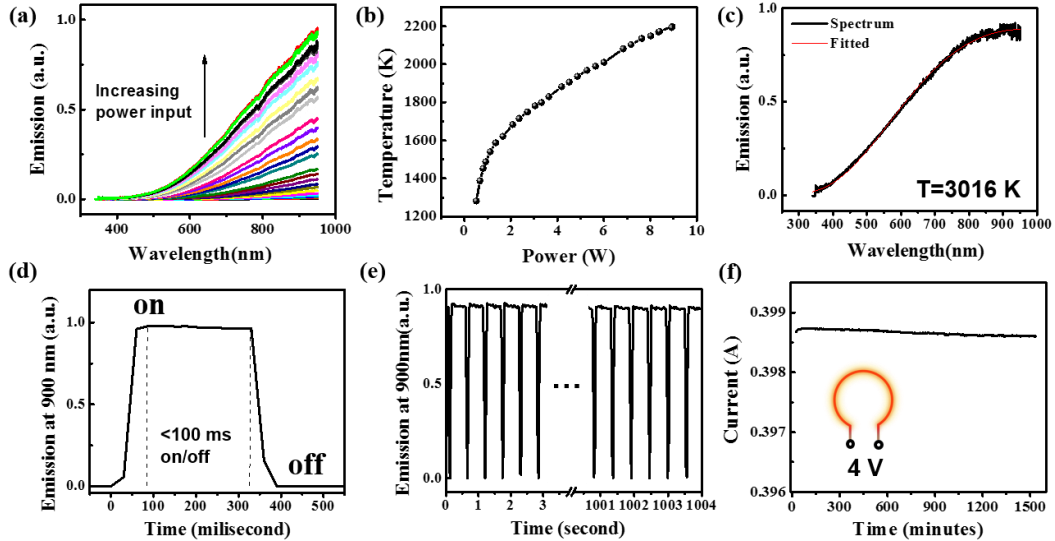 (a)
Emission (a.u.)
1.0
0.5
0.0
Increasing
power input
400
600
800
1000
Wavelength(nm)
(b)
Temperature (K)
2200
2000
1800
1600
1400
1200
0
2
4
6
8
10
Power (W)
(c)
Emission (a.u.)
1.0
0.5
0.0
Spectrum
Fitted
T=3016 K
300 400 500 600 700 800 900 1000
Wavelength(nm)
(d)
Emission at 900 nm (a.u.)
1.0
0.5
0.0
on
<100 ms
on/off
off
0
100
200
300
400
500
Time (milisecond)
(e)
Emission at 900nm(a.u.)
1.0
0.5
0.0
...
0 1 2 3 1001 1002 1003 1004
Time (second)
(f)
Current (A)
0.399
0.398
0.397
0.396
4 V
0
300
600
900
1200
1500
Time (minutes)